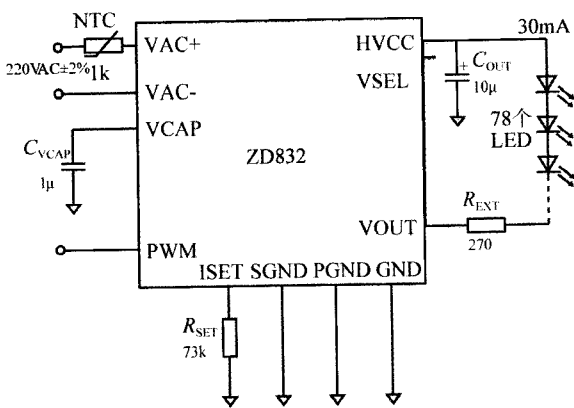 NTC
220VAC±2%
1k
VAC+
HVCC
30mA
+
C_OUT
10μ
VSEL
VAC-
VCAP
C_VCAP
1μ
78个
LED
ZD832
R_EXT
270
VOUT
PWM
ISET SGND PGND GND
R_SET
73k